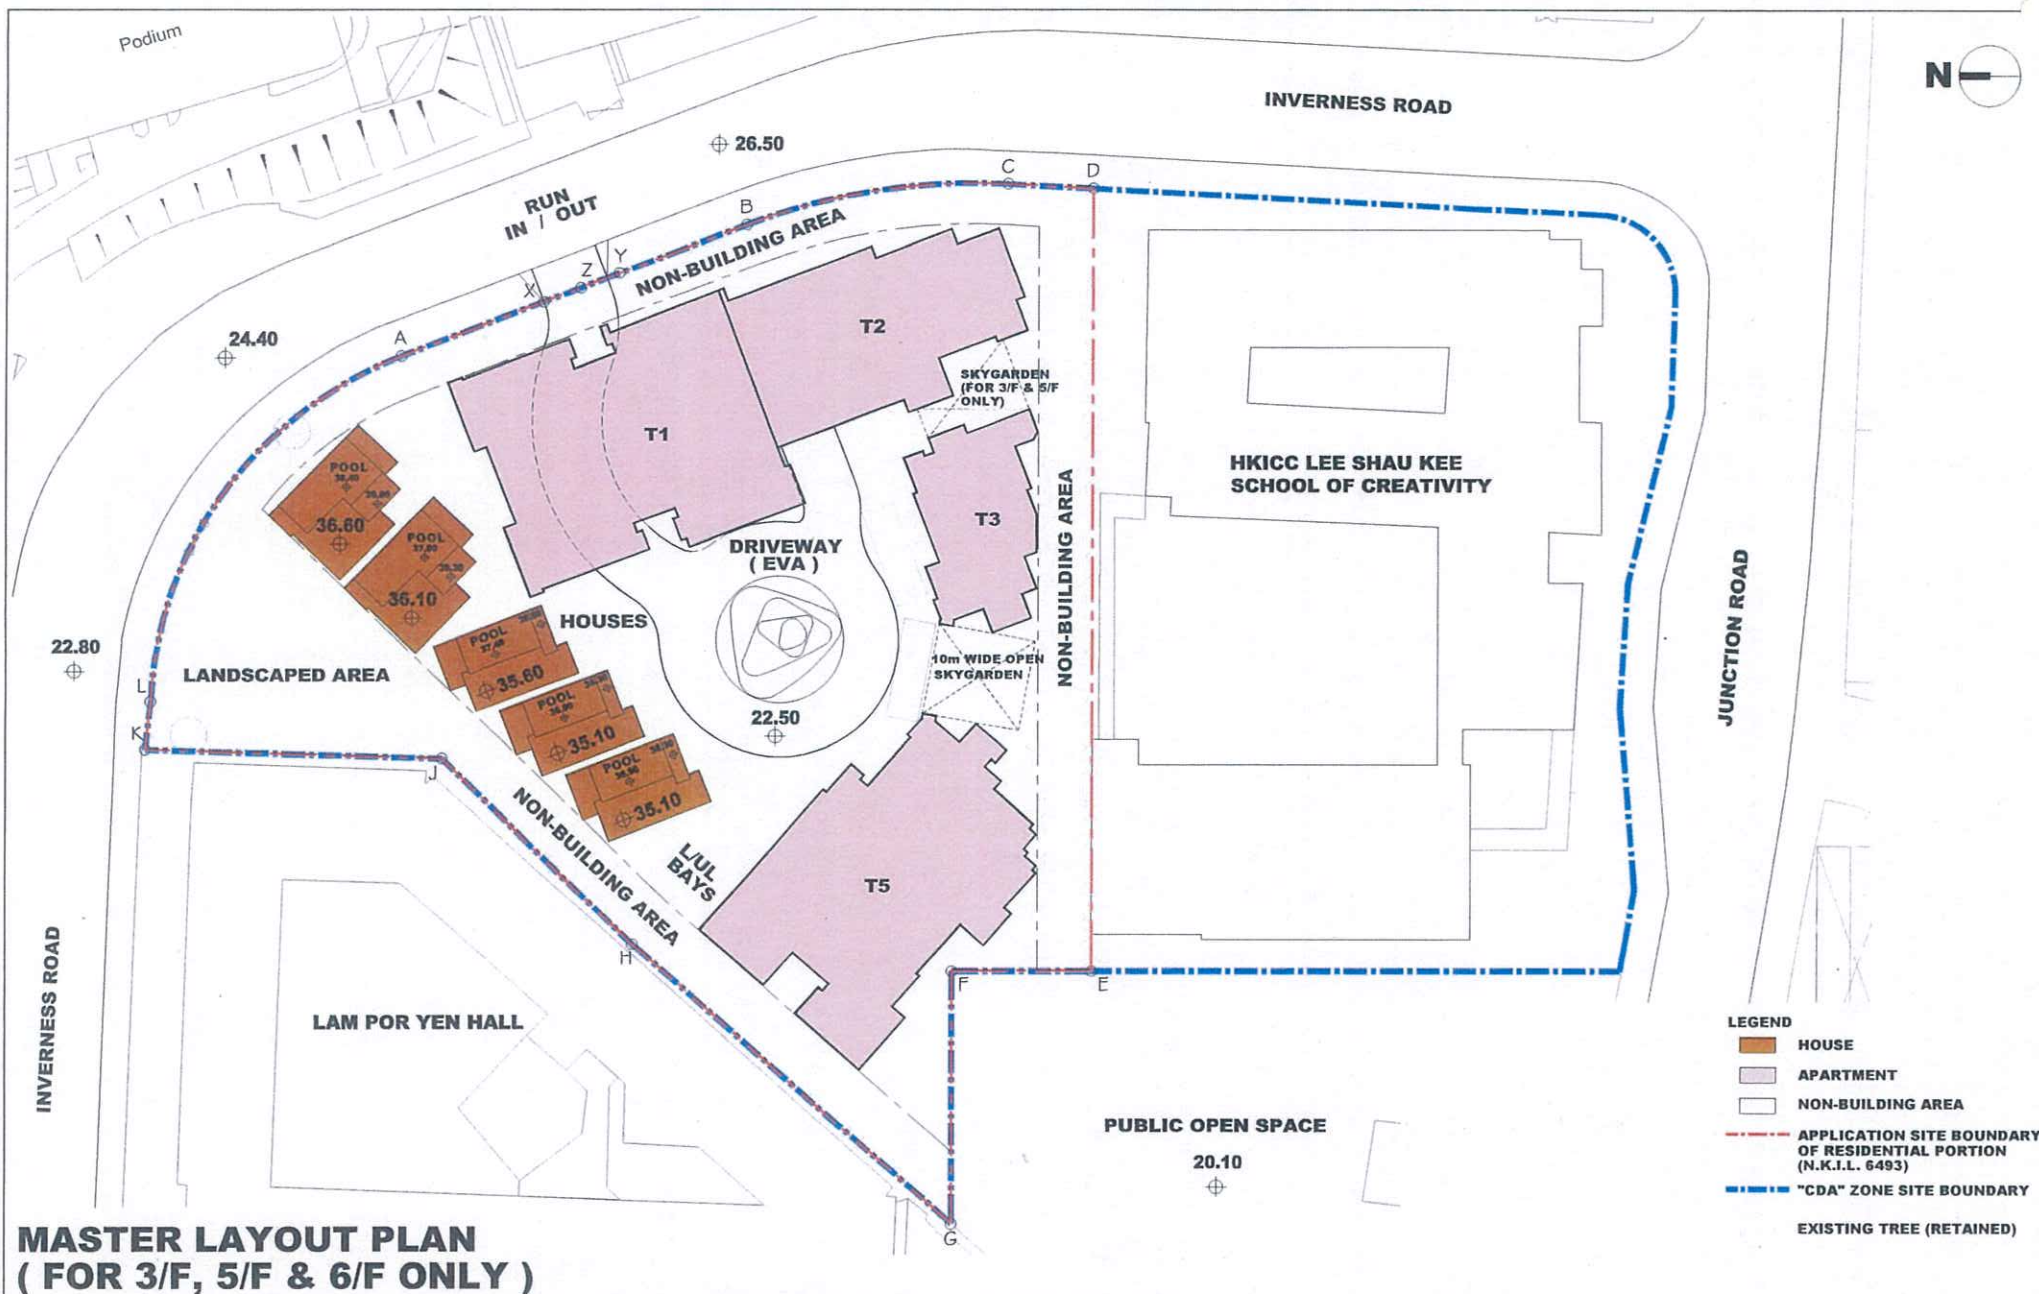 Podium
N
INVERNESS ROAD
26.50
RUN
IN / OUT
C
D
B
NON-BUILDING AREA
Y
Z
X
A
24.40
T2
SKYGARDEN
(FOR 3/F & 5/F
ONLY)
T1
T3
HKICC LEE SHAU KEE
SCHOOL OF CREATIVITY
NON-BUILDING AREA
JUNCTION ROAD
POOL
36.60
POOL
36.10
DRIVEWAY
( EVA )
HOUSES
22.80
LANDSCAPED AREA
L
K
J
POOL
35.60
POOL
35.10
POOL
35.10
22.50
10m WIDE OPEN
SKYGARDEN
NON-BUILDING AREA
L/UL
BAYS
T5
H
F
E
G
INVERNESS ROAD
LAM POR YEN HALL
PUBLIC OPEN SPACE
20.10
LEGEND
HOUSE
APARTMENT
NON-BUILDING AREA
APPLICATION SITE BOUNDARY
OF RESIDENTIAL PORTION
(N.K.I.L. 6493)
"CDA" ZONE SITE BOUNDARY
EXISTING TREE (RETAINED)
MASTER LAYOUT PLAN
( FOR 3/F, 5/F & 6/F ONLY )